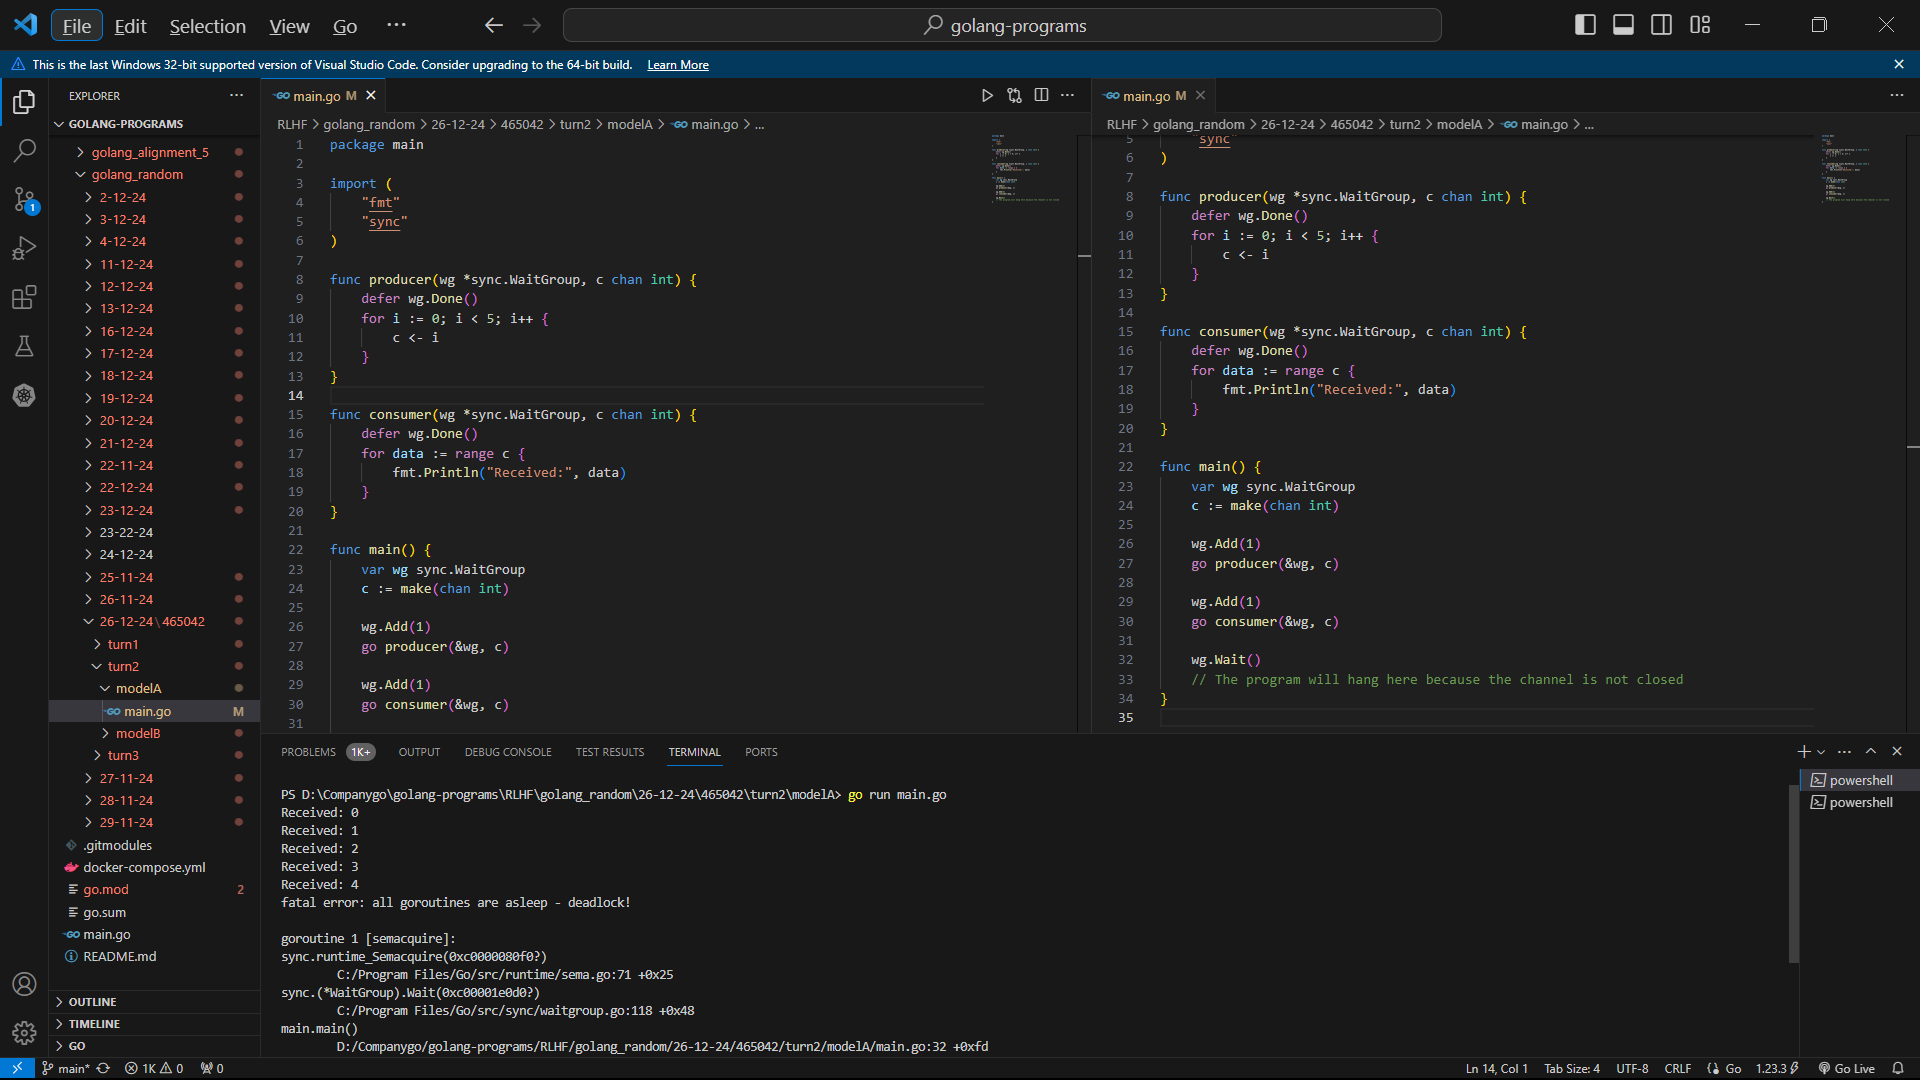 File Edit Selection View Go ··· golang-programs
This is the last Windows 32-bit supported version of Visual Studio Code. Consider upgrading to the 64-bit build. Learn More
EXPLORER
GOLANG-PROGRAMS
golang_alignment_5
golang_random
2-12-24
3-12-24
4-12-24
11-12-24
12-12-24
13-12-24
16-12-24
17-12-24
18-12-24
19-12-24
20-12-24
21-12-24
22-11-24
22-12-24
23-12-24
23-22-24
24-12-24
25-11-24
26-11-24
26-12-24\465042
turn1
turn2
modelA
main.go M
modelB
turn3
27-11-24
28-11-24
29-11-24
.gitmodules
docker-compose.yml
go.mod 2
go.sum
main.go
README.md
OUTLINE
TIMELINE
GO
main.go M
RLHF > golang_random > 26-12-24 > 465042 > turn2 > modelA > main.go > ...
1 package main
2
3 import (
4 "fmt"
5 "sync"
6 )
7
8 func producer(wg *sync.WaitGroup, c chan int) {
9 defer wg.Done()
10 for i := 0; i < 5; i++ {
11 c <- i
12 }
13 }
14
15 func consumer(wg *sync.WaitGroup, c chan int) {
16 defer wg.Done()
17 for data := range c {
18 fmt.Println("Received:", data)
19 }
20 }
21
22 func main() {
23 var wg sync.WaitGroup
24 c := make(chan int)
25
26 wg.Add(1)
27 go producer(&wg, c)
28
29 wg.Add(1)
30 go consumer(&wg, c)
31
main.go M
RLHF > golang_random > 26-12-24 > 465042 > turn2 > modelA > main.go > ...
5 "sync"
6 )
7
8 func producer(wg *sync.WaitGroup, c chan int) {
9 defer wg.Done()
10 for i := 0; i < 5; i++ {
11 c <- i
12 }
13 }
14
15 func consumer(wg *sync.WaitGroup, c chan int) {
16 defer wg.Done()
17 for data := range c {
18 fmt.Println("Received:", data)
19 }
20 }
21
22 func main() {
23 var wg sync.WaitGroup
24 c := make(chan int)
25
26 wg.Add(1)
27 go producer(&wg, c)
28
29 wg.Add(1)
30 go consumer(&wg, c)
31
32 wg.Wait()
33 // The program will hang here because the channel is not closed
34 }
35
PROBLEMS 1K+ OUTPUT DEBUG CONSOLE TEST RESULTS TERMINAL PORTS
PS D:\Companygo\golang-programs\RLHF\golang_random\26-12-24\465042\turn2\modelA> go run main.go
Received: 0
Received: 1
Received: 2
Received: 3
Received: 4
fatal error: all goroutines are asleep - deadlock!
goroutine 1 [semacquire]:
sync.runtime_Semacquire(0xc0000080f0?)
C:/Program Files/Go/src/runtime/sema.go:71 +0x25
sync.(*WaitGroup).Wait(0xc00001e0d0?)
C:/Program Files/Go/src/sync/waitgroup.go:118 +0x48
main.main()
D:/Companygo/golang-programs/RLHF/golang_random/26-12-24/465042/turn2/modelA/main.go:32 +0xfd
powershell
powershell
1
main* 1K 0 0 Ln 14, Col 1 Tab Size: 4 UTF-8 CRLF Go 1.23.3 Go Live